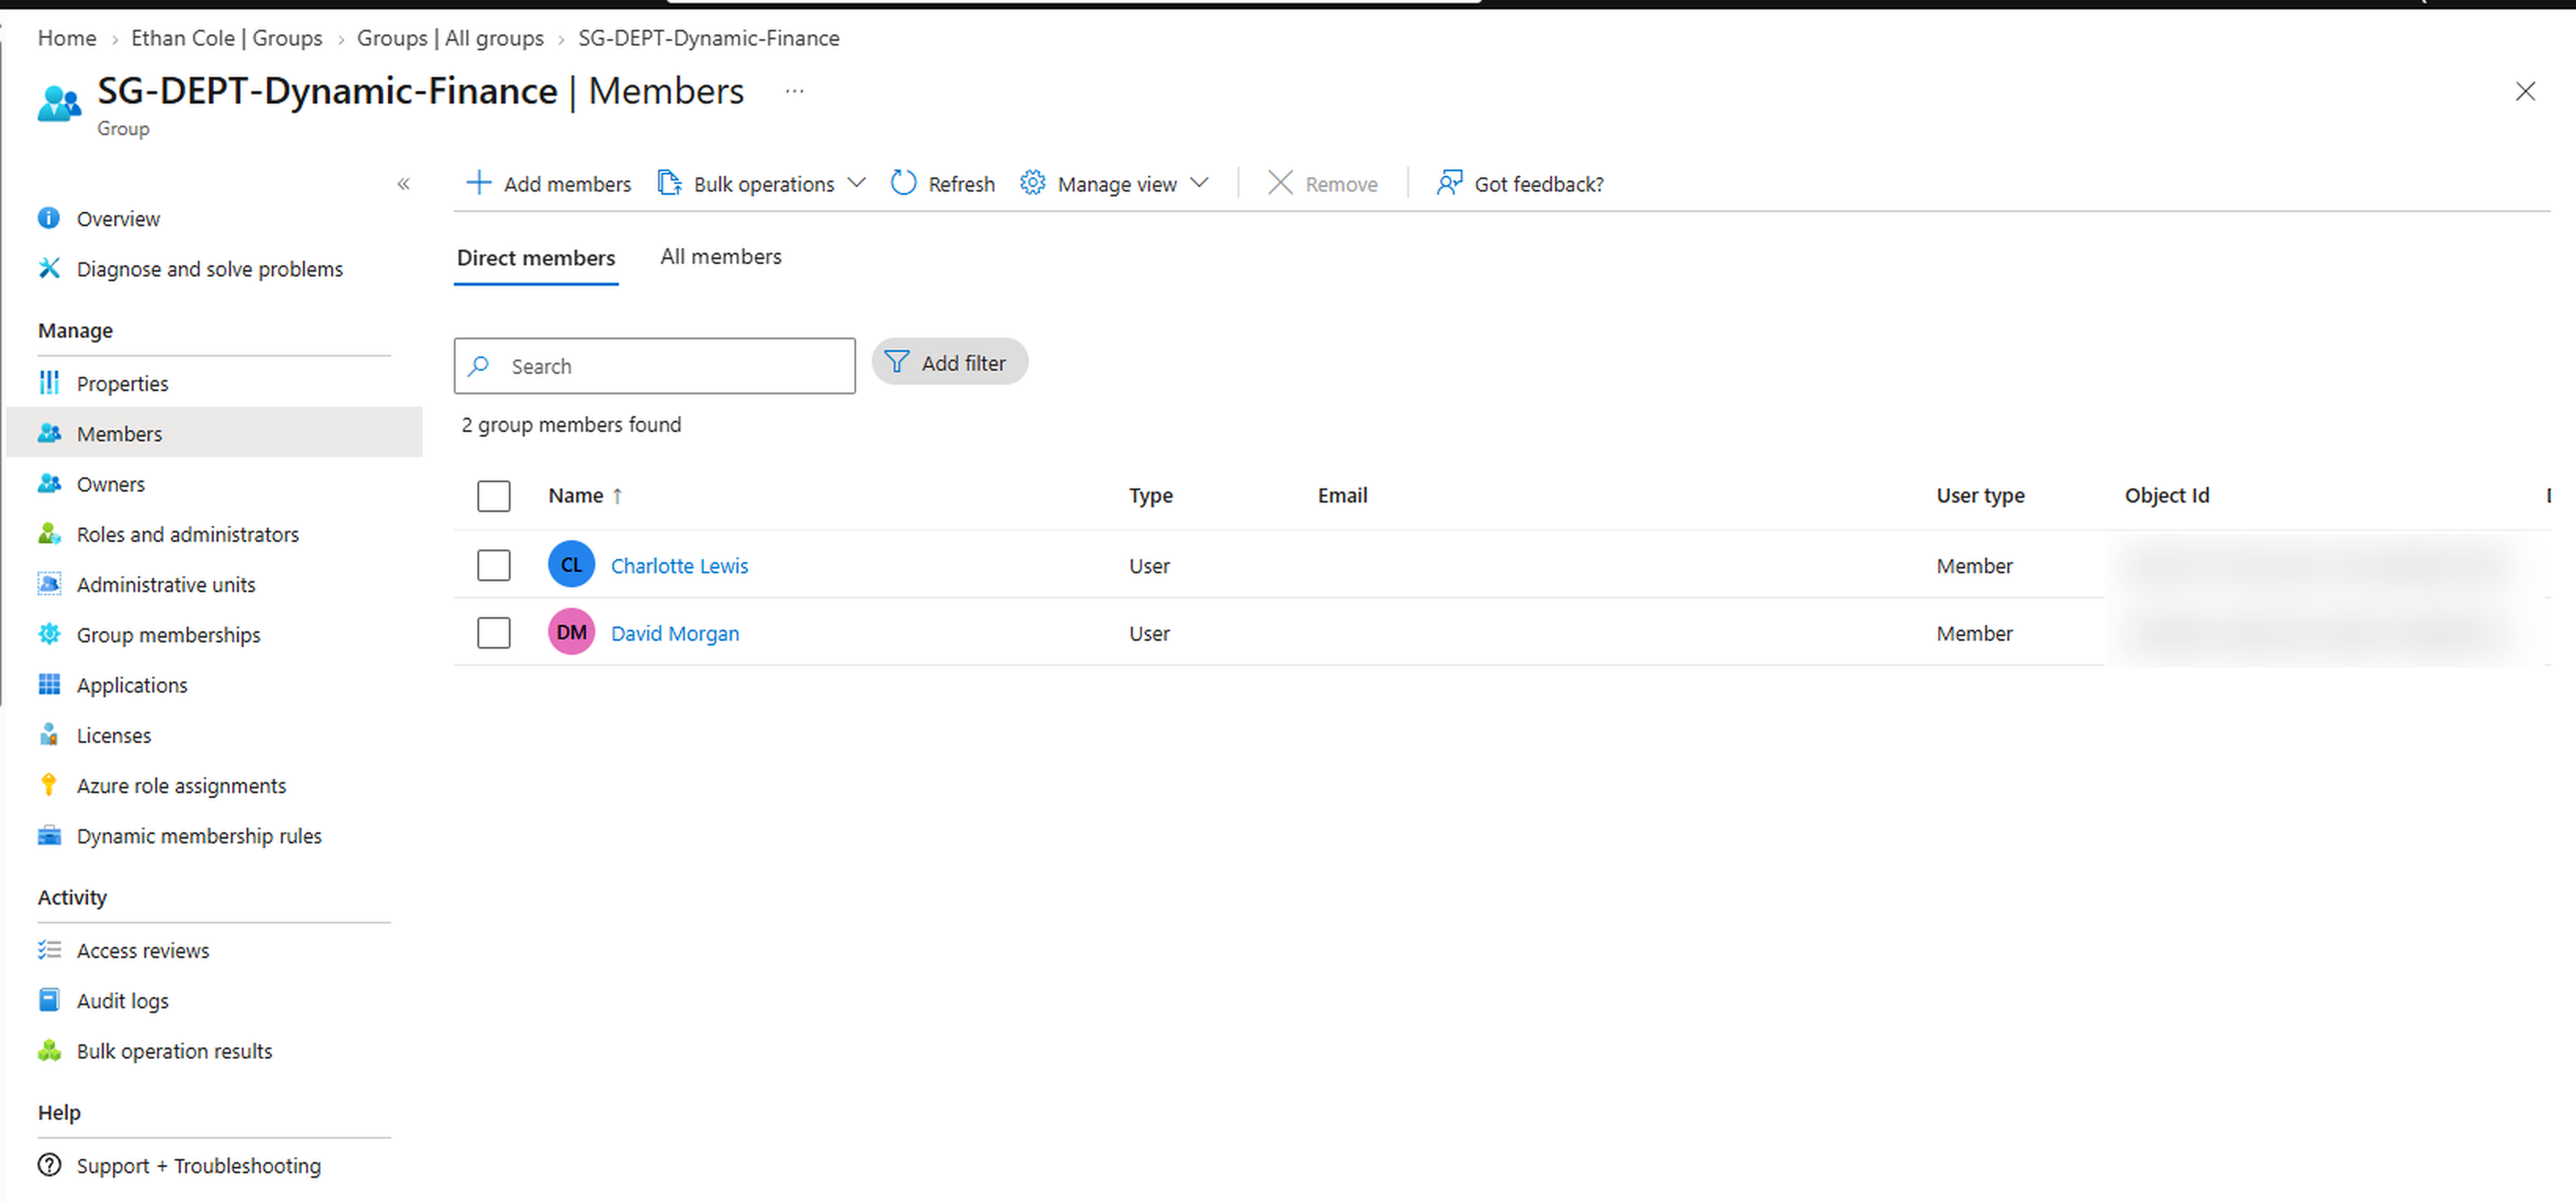 Home > Ethan Cole | Groups > Groups | All groups > SG-DEPT-Dynamic-Finance
SG-DEPT-Dynamic-Finance | Members ...
Group
Add members Bulk operations Refresh Manage view Remove Got feedback?
Overview
Diagnose and solve problems
Manage
Properties
Members
Owners
Roles and administrators
Administrative units
Group memberships
Applications
Licenses
Azure role assignments
Dynamic membership rules
Activity
Access reviews
Audit logs
Bulk operation results
Help
Support + Troubleshooting
Direct members All members
Search Add filter
2 group members found
Name ↑ Type Email User type Object Id
CL Charlotte Lewis User Member
DM David Morgan User Member